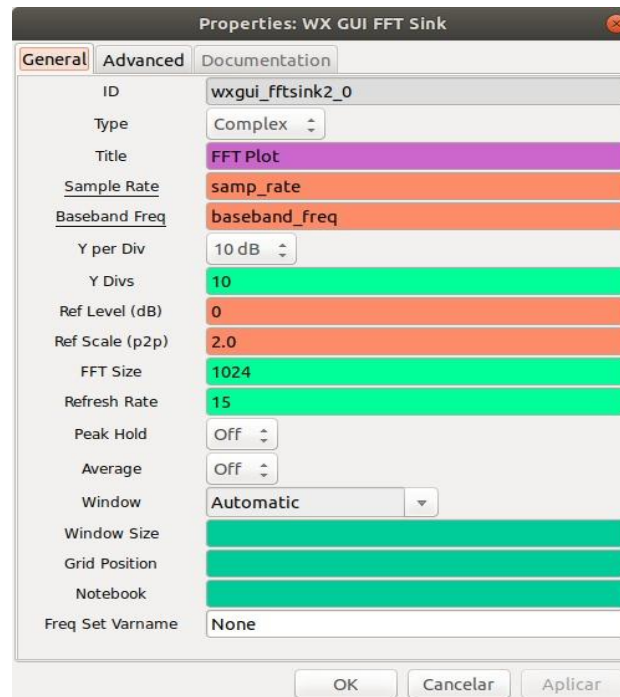 Properties: WX GUI FFT Sink
General Advanced Documentation
ID wxgui_fftsink2_0
Type Complex
Title FFT Plot
Sample Rate samp_rate
Baseband Freq baseband_freq
Y per Div 10 dB
Y Divs 10
Ref Level (dB) 0
Ref Scale (p2p) 2.0
FFT Size 1024
Refresh Rate 15
Peak Hold Off
Average Off
Window Automatic
Window Size
Grid Position
Notebook
Freq Set Varname None
OK Cancelar Aplicar